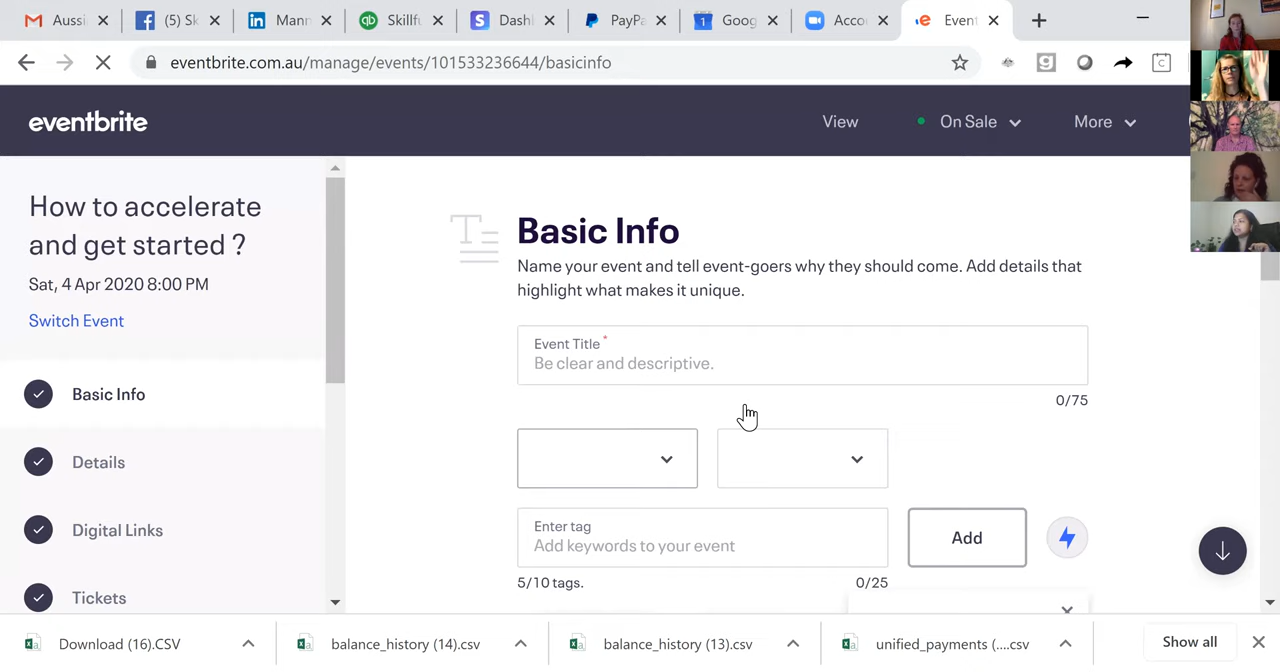 Aussi
(5) Sk
Mann
Skillfu
Dash
PayPa
1
Goog
Acco
e
Event
eventbrite.com.au/manage/events/101533236644/basicinfo
eventbrite
View
On Sale
More
How to accelerate
and get started ?
Sat, 4 Apr 2020 8:00 PM
Switch Event
Basic Info
Details
Digital Links
Tickets
Basic Info
Name your event and tell event-goers why they should come. Add details that
highlight what makes it unique.
Event Title *
Be clear and descriptive.
0/75
Enter tag
Add keywords to your event
Add
5/10 tags.
0/25
Download (16).CSV
balance_history (14).csv
balance_history (13).csv
unified_payments (....csv
Show all